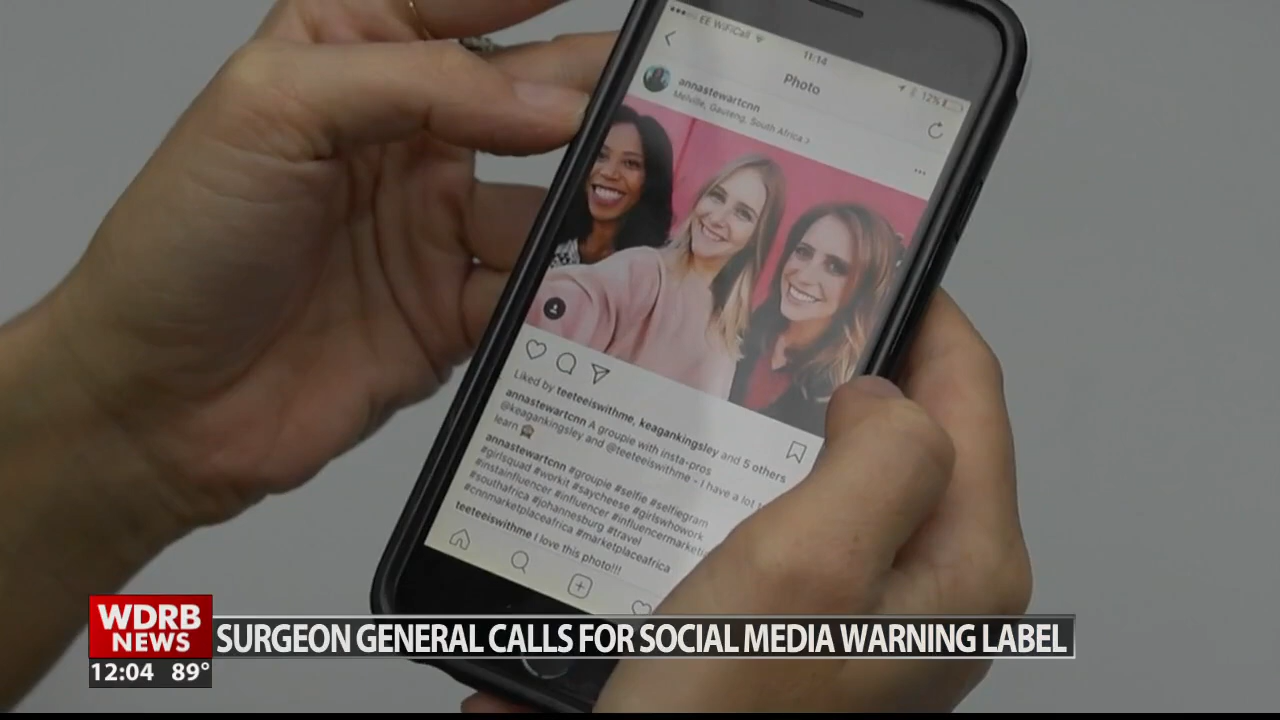 EE WiFiCall
11:14
12%
Photo
annastewartcnn
Melville, Gauteng, South Africa >
Liked by teeteeiswithme, keagankingsley and 5 others
annastewartcnn A groupie with insta-pros
@keagankingsley and @teeteeiswithme - I have a lot
learn
annastewartcnn #groupie #selfie #selfiegram
#girlsquad #workit #saycheese #girlswhowork
#instainfluencer #influencer
#southafrica #johannesburg #travel
#cnnmarketplaceafrica #marketplaceafrica
teeteeiswithme I love this photo!!!
WDRB
NEWS
SURGEON GENERAL CALLS FOR SOCIAL MEDIA WARNING LABEL
12:04 89°